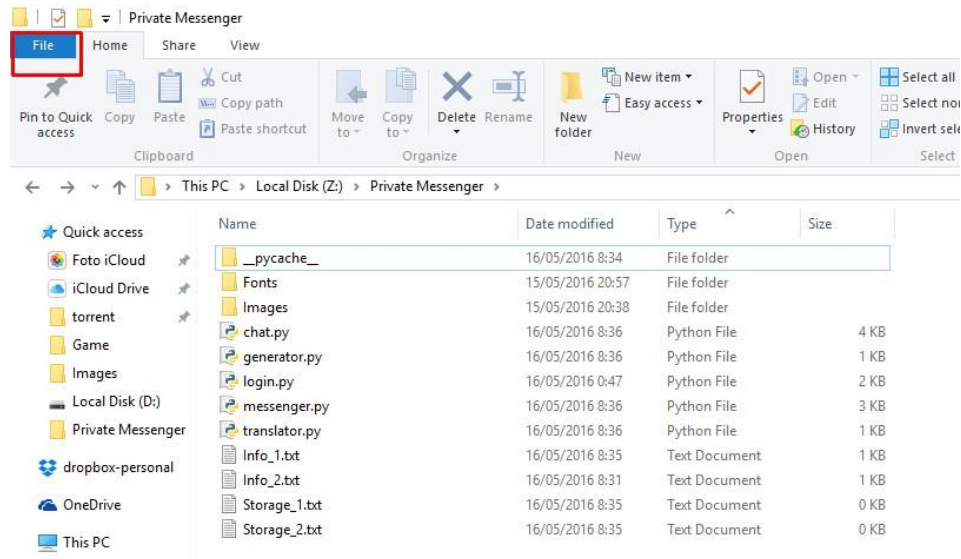 Private Messenger
File Home Share View
Pin to Quick access
Copy
Paste
Cut
Copy path
Paste shortcut
Clipboard
Move to
Copy to
Delete
Rename
Organize
New folder
New item
Easy access
New
Properties
Open
Edit
History
Open
Select all
Select
Invert
Select
This PC > Local Disk (Z:) > Private Messenger >
Quick access
Foto iCloud
iCloud Drive
torrent
Game
Images
Local Disk (D:)
Private Messenger
dropbox-personal
OneDrive
This PC
Name Date modified Type Size
__pycache__ 16/05/2016 8:34 File folder
Fonts 15/05/2016 20:57 File folder
Images 15/05/2016 20:38 File folder
chat.py 16/05/2016 8:36 Python File 4 KB
generator.py 16/05/2016 8:36 Python File 1 KB
login.py 16/05/2016 0:47 Python File 2 KB
messenger.py 16/05/2016 8:36 Python File 3 KB
translator.py 16/05/2016 8:36 Python File 1 KB
Info_1.txt 16/05/2016 8:35 Text Document 1 KB
Info_2.txt 16/05/2016 8:31 Text Document 1 KB
Storage_1.txt 16/05/2016 8:35 Text Document 0 KB
Storage_2.txt 16/05/2016 8:35 Text Document 0 KB